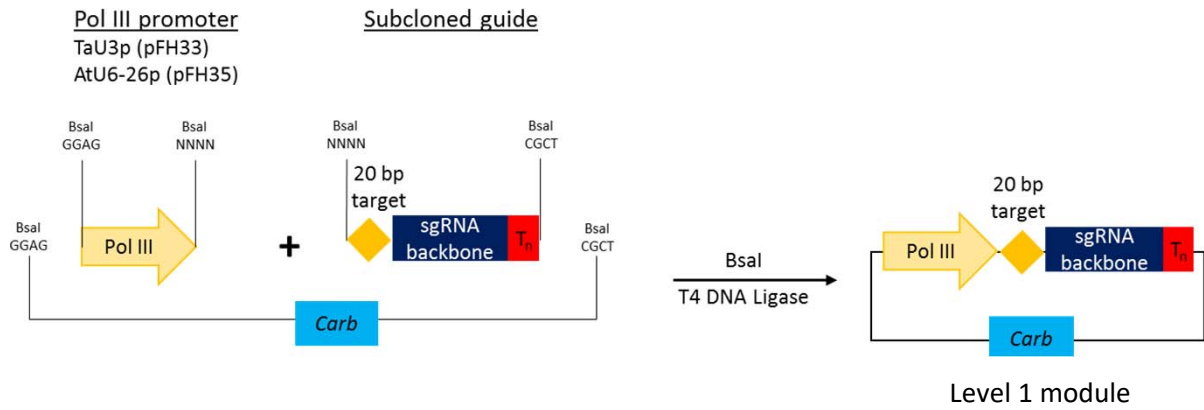 Pol III promoter
TaU3p (pFH33)
AtU6-26p (pFH35)
Subcloned guide
BsaI
GGAG
BsaI
GGAG
BsaI
NNNN
Pol III
+
BsaI
NNNN
20 bp
target
sgRNA
backbone
Tn
BsaI
CGCT
BsaI
CGCT
Carb
BsaI
T4 DNA Ligase
Pol III
20 bp
target
sgRNA
backbone
Tn
Carb
Level 1 module